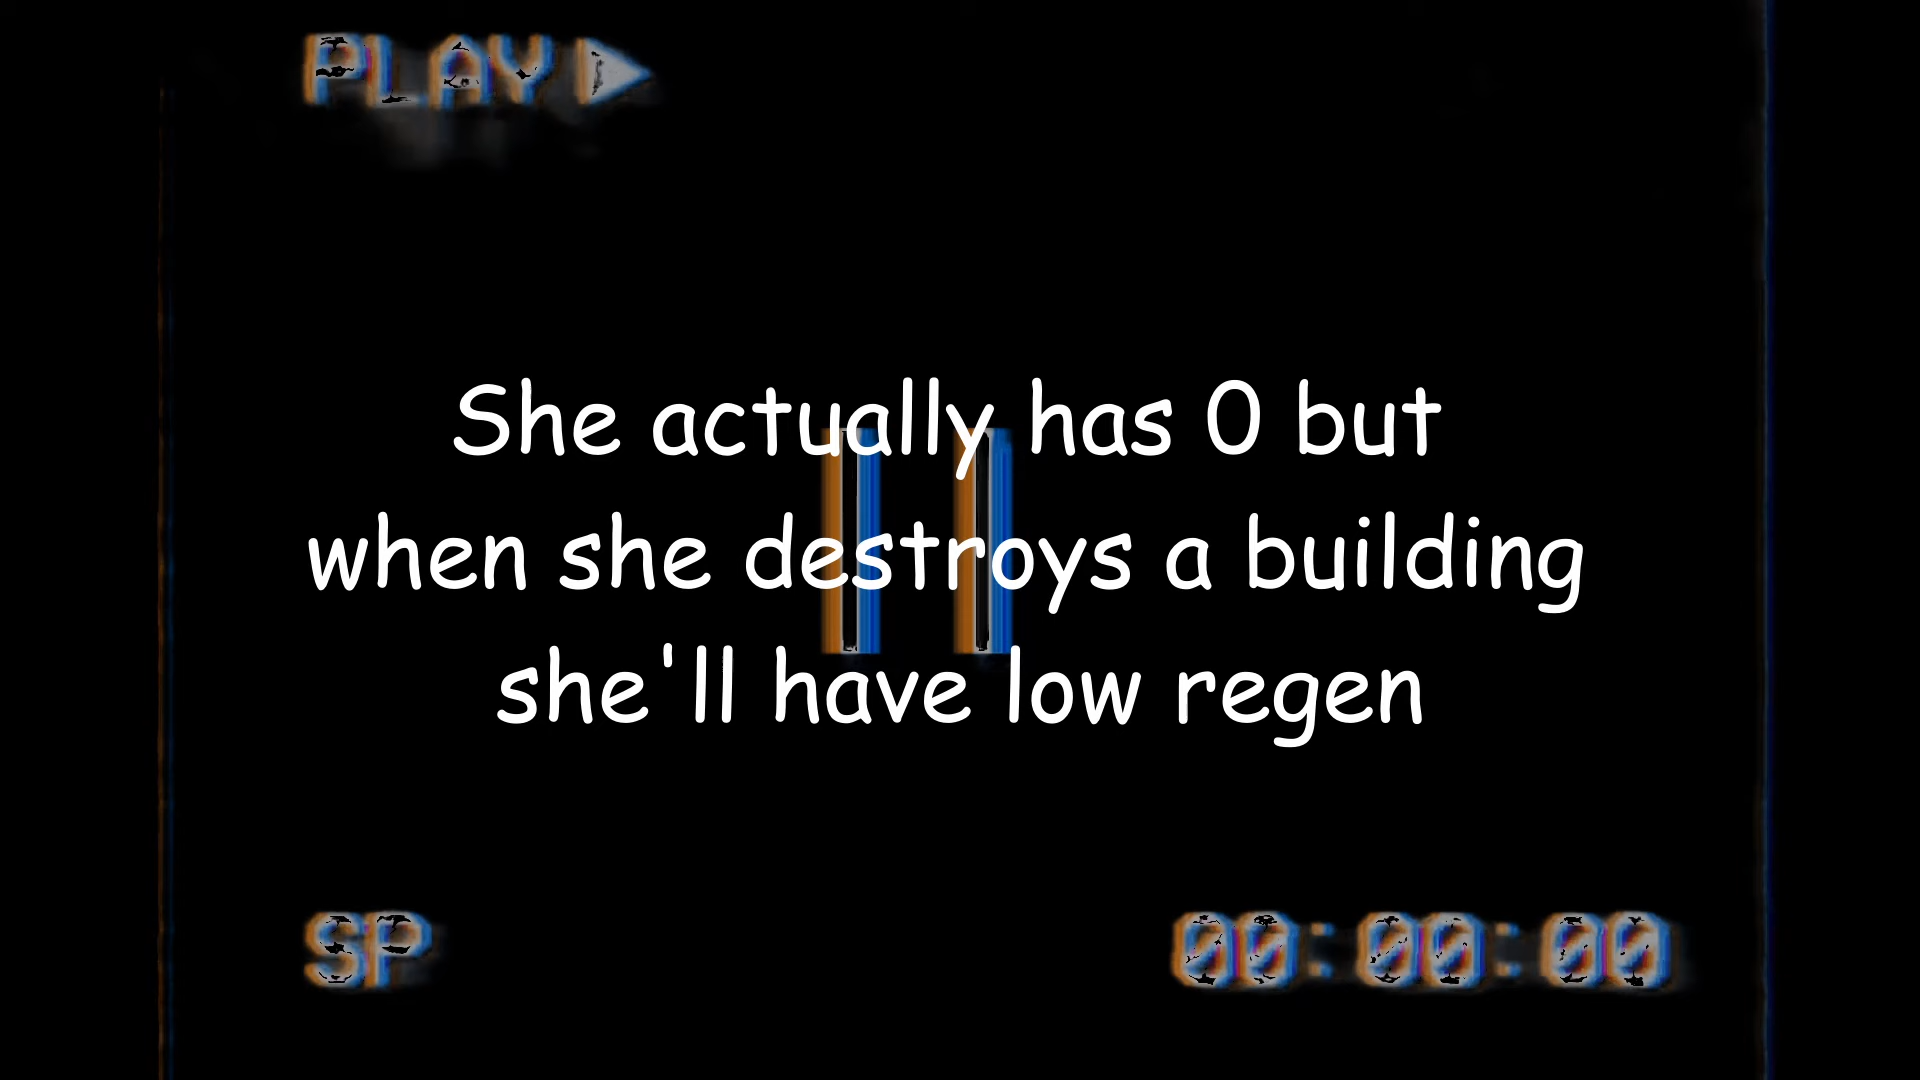 PLAY
She actually has 0 but
when she destroys a building
she'll have low regen
SP 00:00:00